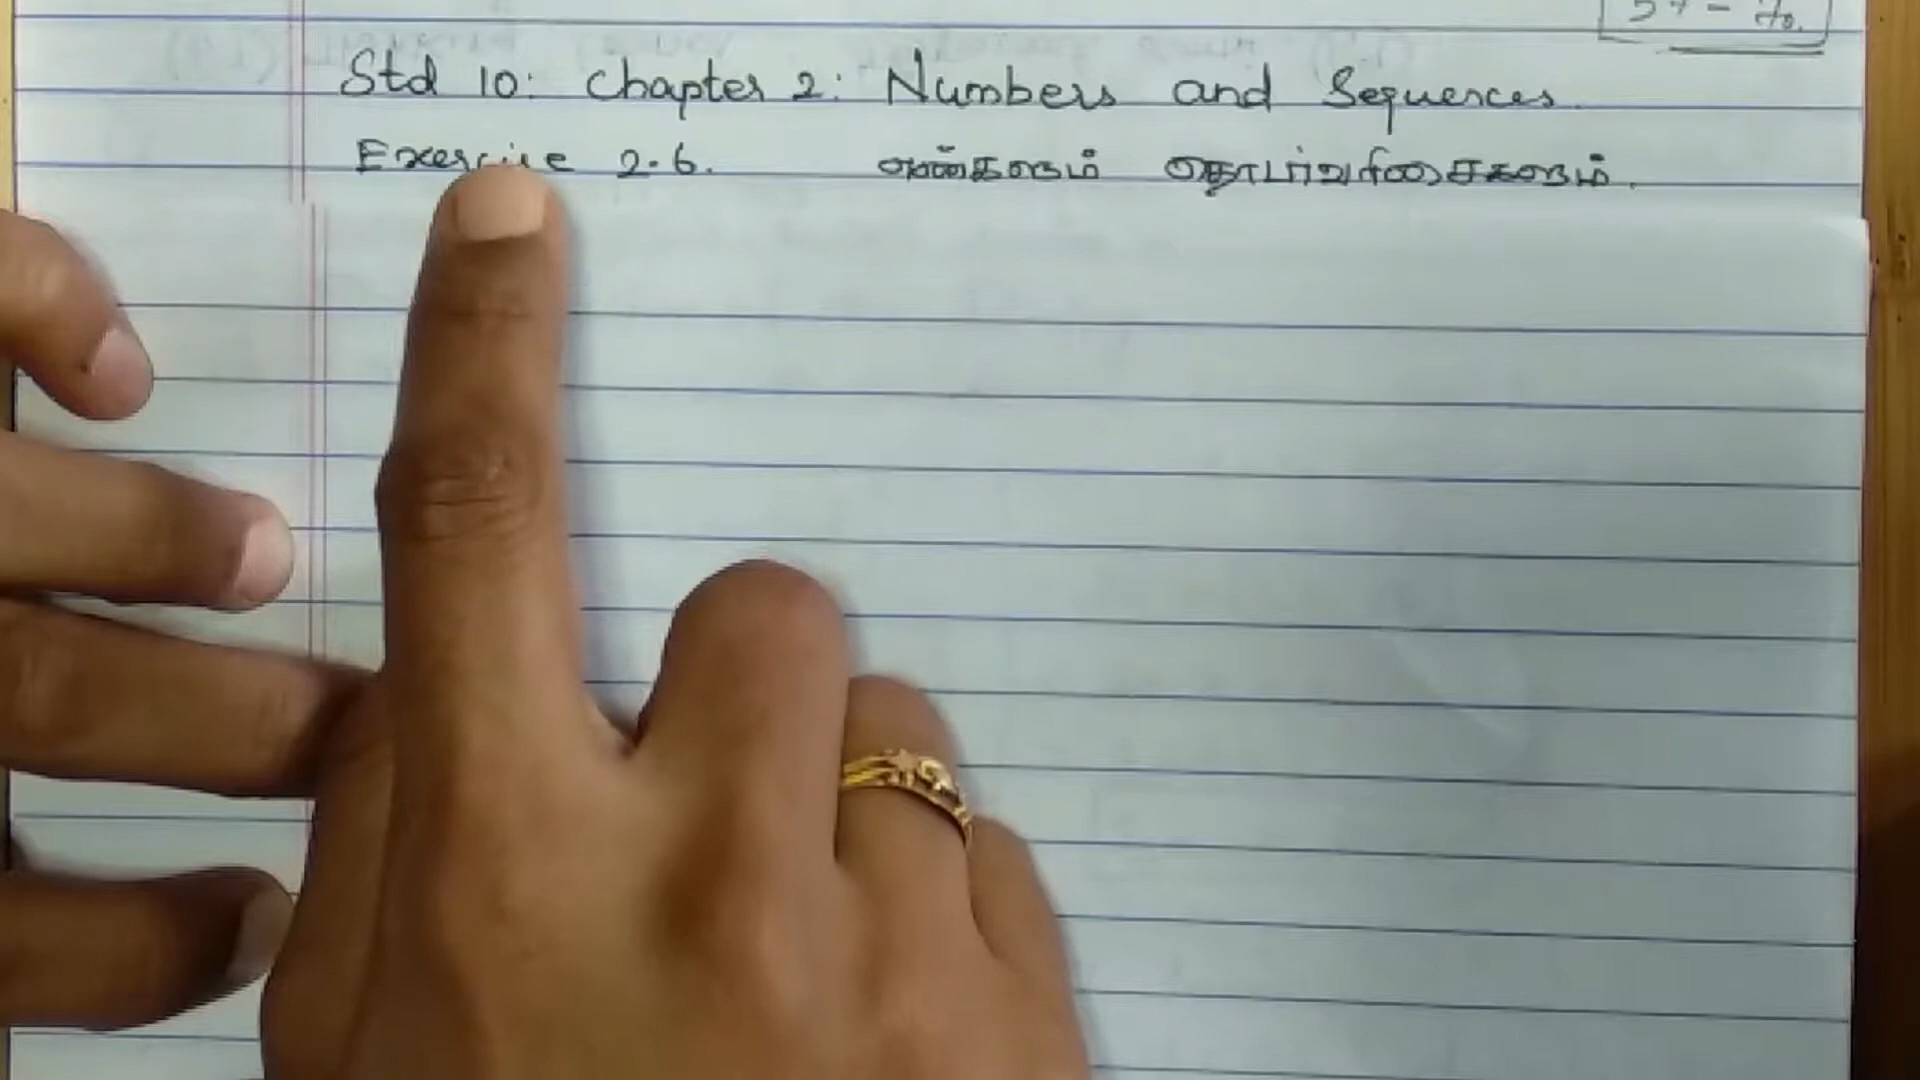 Std 10: Chapter 2: Numbers and Sequences.
Exercise 2.6. எண்களும் தொடர்வரிசைகளும்.